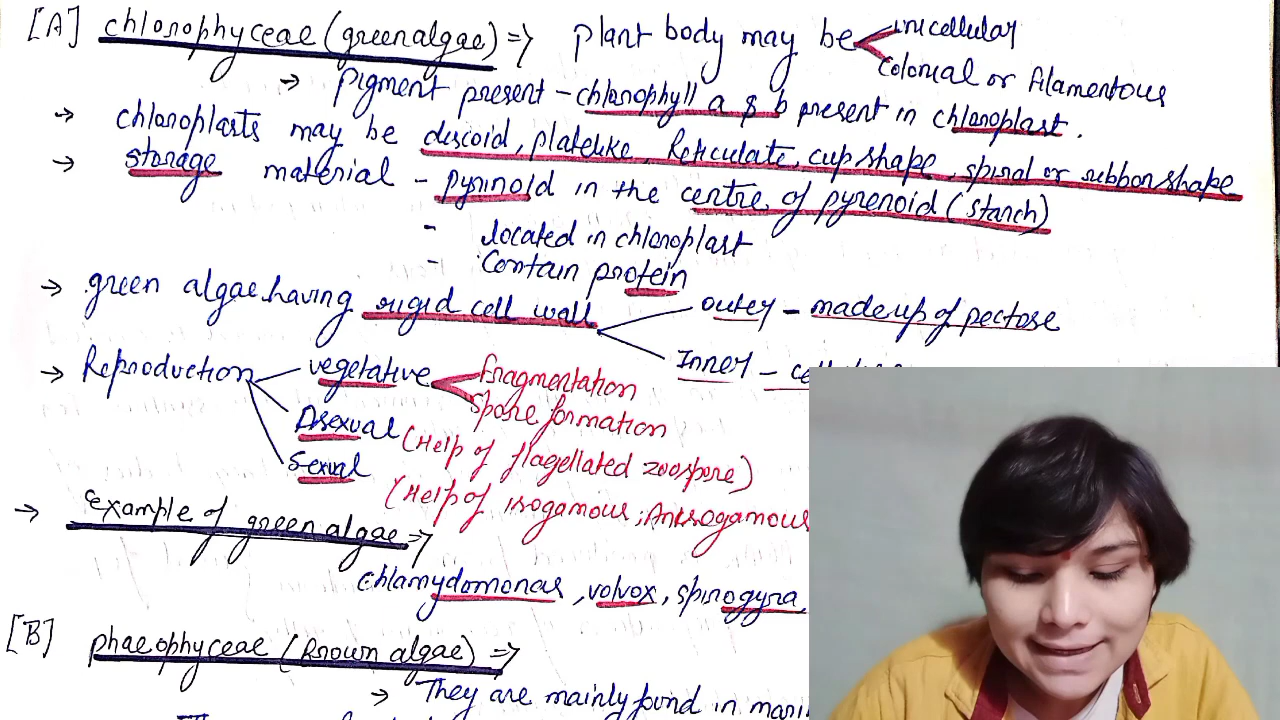 [A] chlorophyceae (green algae) => plant body may be unicellular
colonial or filamentous
→ pigment present - chlorophyll a & b present in chloroplast.
→ chloroplasts may be discoid, platelike, Reticulate, cup shape, spiral or ribbon shape
→ storage material - pyrinoid in the centre of pyrenoid (starch)
- located in chloroplast
- Contain protein
→ green algae having rigid cell wall
outer - made up of pectose
Inner -
→ Reproduction
vegetative
fragmentation
spore formation
Asexual (Help of flagellated zoospore)
Sexual (Help of isogamous, Anisogamous
→ example of green algae =>
chlamydomonas, volvox, spirogyra,
[B] phaeophyceae (Brown algae) =>
→ They are mainly found in